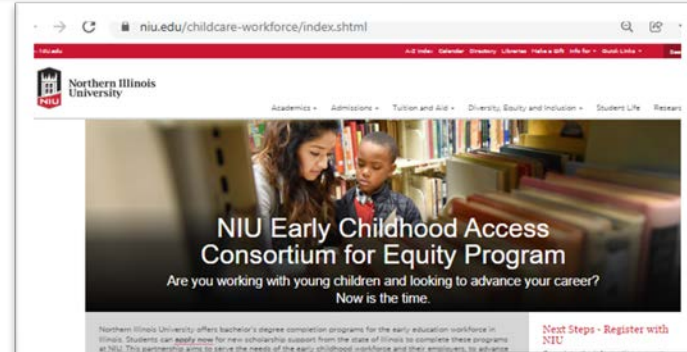 niu.edu/childcare-workforce/index.shtml
NIU.edu
A-Z Index Calendar Directory Libraries Make a Gift Info for Quick Links
Northern Illinois
University
NIU
Academics Admissions Tuition and Aid Diversity, Equity and Inclusion Student Life Researc
NIU Early Childhood Access
Consortium for Equity Program
Are you working with young children and looking to advance your career?
Now is the time.
Northern Illinois University offers bachelor's degree completion programs for the early education workforce in
Illinois. Students can apply now for new scholarship support from the state of Illinois to complete these programs
at NIU. This partnership aims to serve the needs of the early childhood workforce and their employers, to advance
Next Steps - Register with
NIU